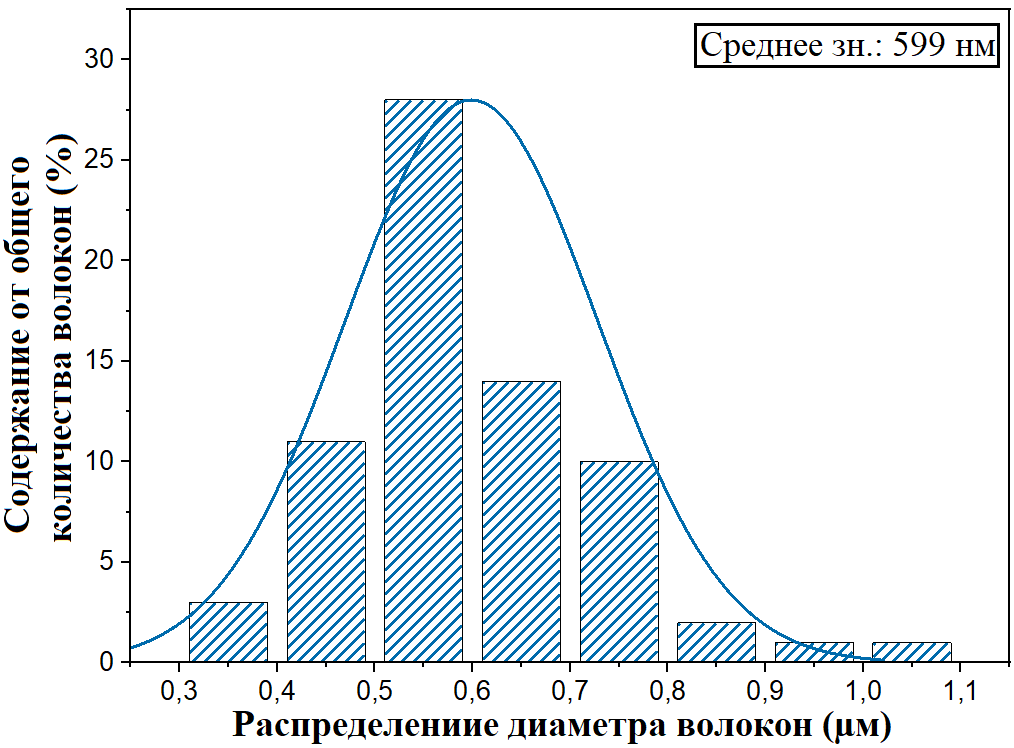 Среднее зн.: 599 нм
Содержание от общего
количества волокон (%)
30
25
20
15
10
5
0
0,3 0,4 0,5 0,6 0,7 0,8 0,9 1,0 1,1
Распределениие диаметра волокон (μм)